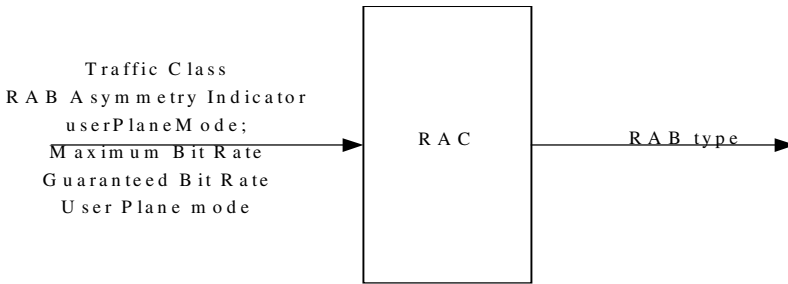 Traffic Class
RAB Asymmetry Indicator
userPlaneMode;
Maximum Bit Rate
Guaranteed Bit Rate
User Plane mode
RAC
RAB type